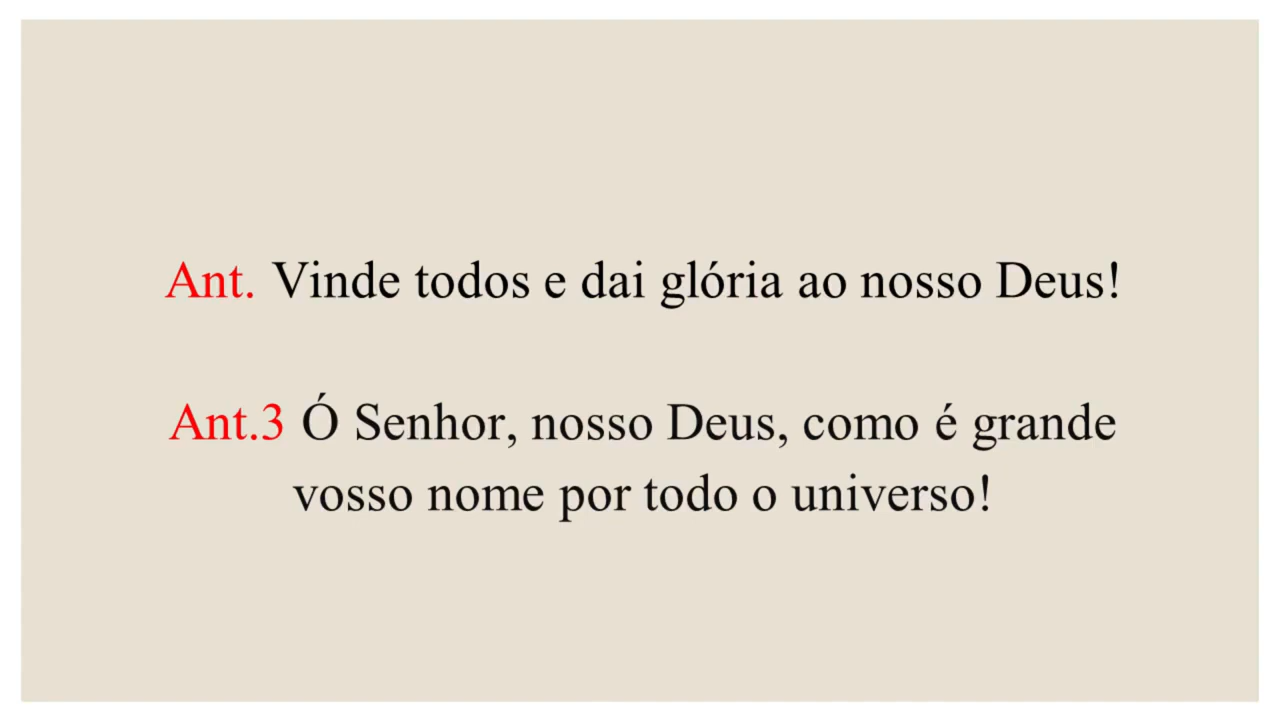 Ant. Vinde todos e dai glória ao nosso Deus!
Ant.3 Ó Senhor, nosso Deus, como é grande
vosso nome por todo o universo!